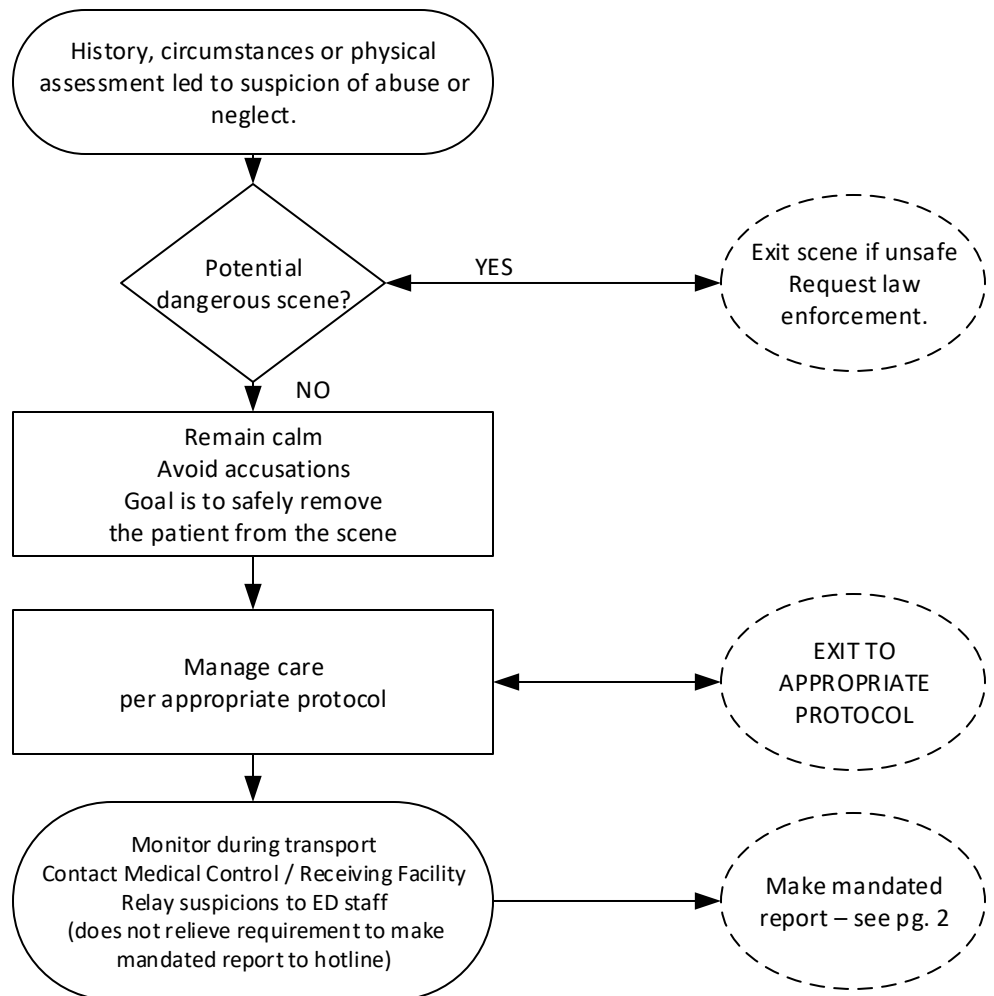 History, circumstances or physical
assessment led to suspicion of abuse or
neglect.
Potential
dangerous scene?
YES
Exit scene if unsafe
Request law
enforcement.
NO
Remain calm
Avoid accusations
Goal is to safely remove
the patient from the scene
Manage care
per appropriate protocol
EXIT TO
APPROPRIATE
PROTOCOL
Monitor during transport
Contact Medical Control / Receiving Facility
Relay suspicions to ED staff
(does not relieve requirement to make
mandated report to hotline)
Make mandated
report – see pg. 2